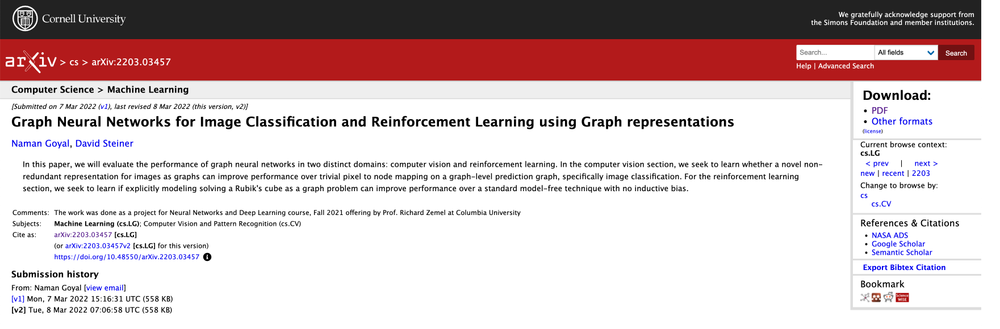 Cornell University
We gratefully acknowledge support from
the Simons Foundation and member institutions.
arXiv > cs > arXiv:2203.03457
Search...
All fields
Search
Help | Advanced Search
Computer Science > Machine Learning
[Submitted on 7 Mar 2022 (v1), last revised 8 Mar 2022 (this version, v2)]
Graph Neural Networks for Image Classification and Reinforcement Learning using Graph representations
Naman Goyal, David Steiner
In this paper, we will evaluate the performance of graph neural networks in two distinct domains: computer vision and reinforcement learning. In the computer vision section, we seek to learn whether a novel non-
redundant representation for images as graphs can improve performance over trivial pixel to node mapping on a graph-level prediction graph, specifically image classification. For the reinforcement learning
section, we seek to learn if explicitly modeling solving a Rubik's cube as a graph problem can improve performance over a standard model-free technique with no inductive bias.
Comments: The work was done as a project for Neural Networks and Deep Learning course, Fall 2021 offering by Prof. Richard Zemel at Columbia University
Subjects: Machine Learning (cs.LG); Computer Vision and Pattern Recognition (cs.CV)
Cite as: arXiv:2203.03457 [cs.LG]
(or arXiv:2203.03457v2 [cs.LG] for this version)
https://doi.org/10.48550/arXiv.2203.03457
Submission history
From: Naman Goyal [view email]
[v1] Mon, 7 Mar 2022 15:16:31 UTC (558 KB)
[v2] Tue, 8 Mar 2022 07:06:58 UTC (558 KB)
Download:
• PDF
• Other formats
(license)
Current browse context:
cs.LG
< prev | next >
new | recent | 2203
Change to browse by:
cs
cs.CV
References & Citations
• NASA ADS
• Google Scholar
• Semantic Scholar
Export Bibtex Citation
Bookmark
Science
WISE